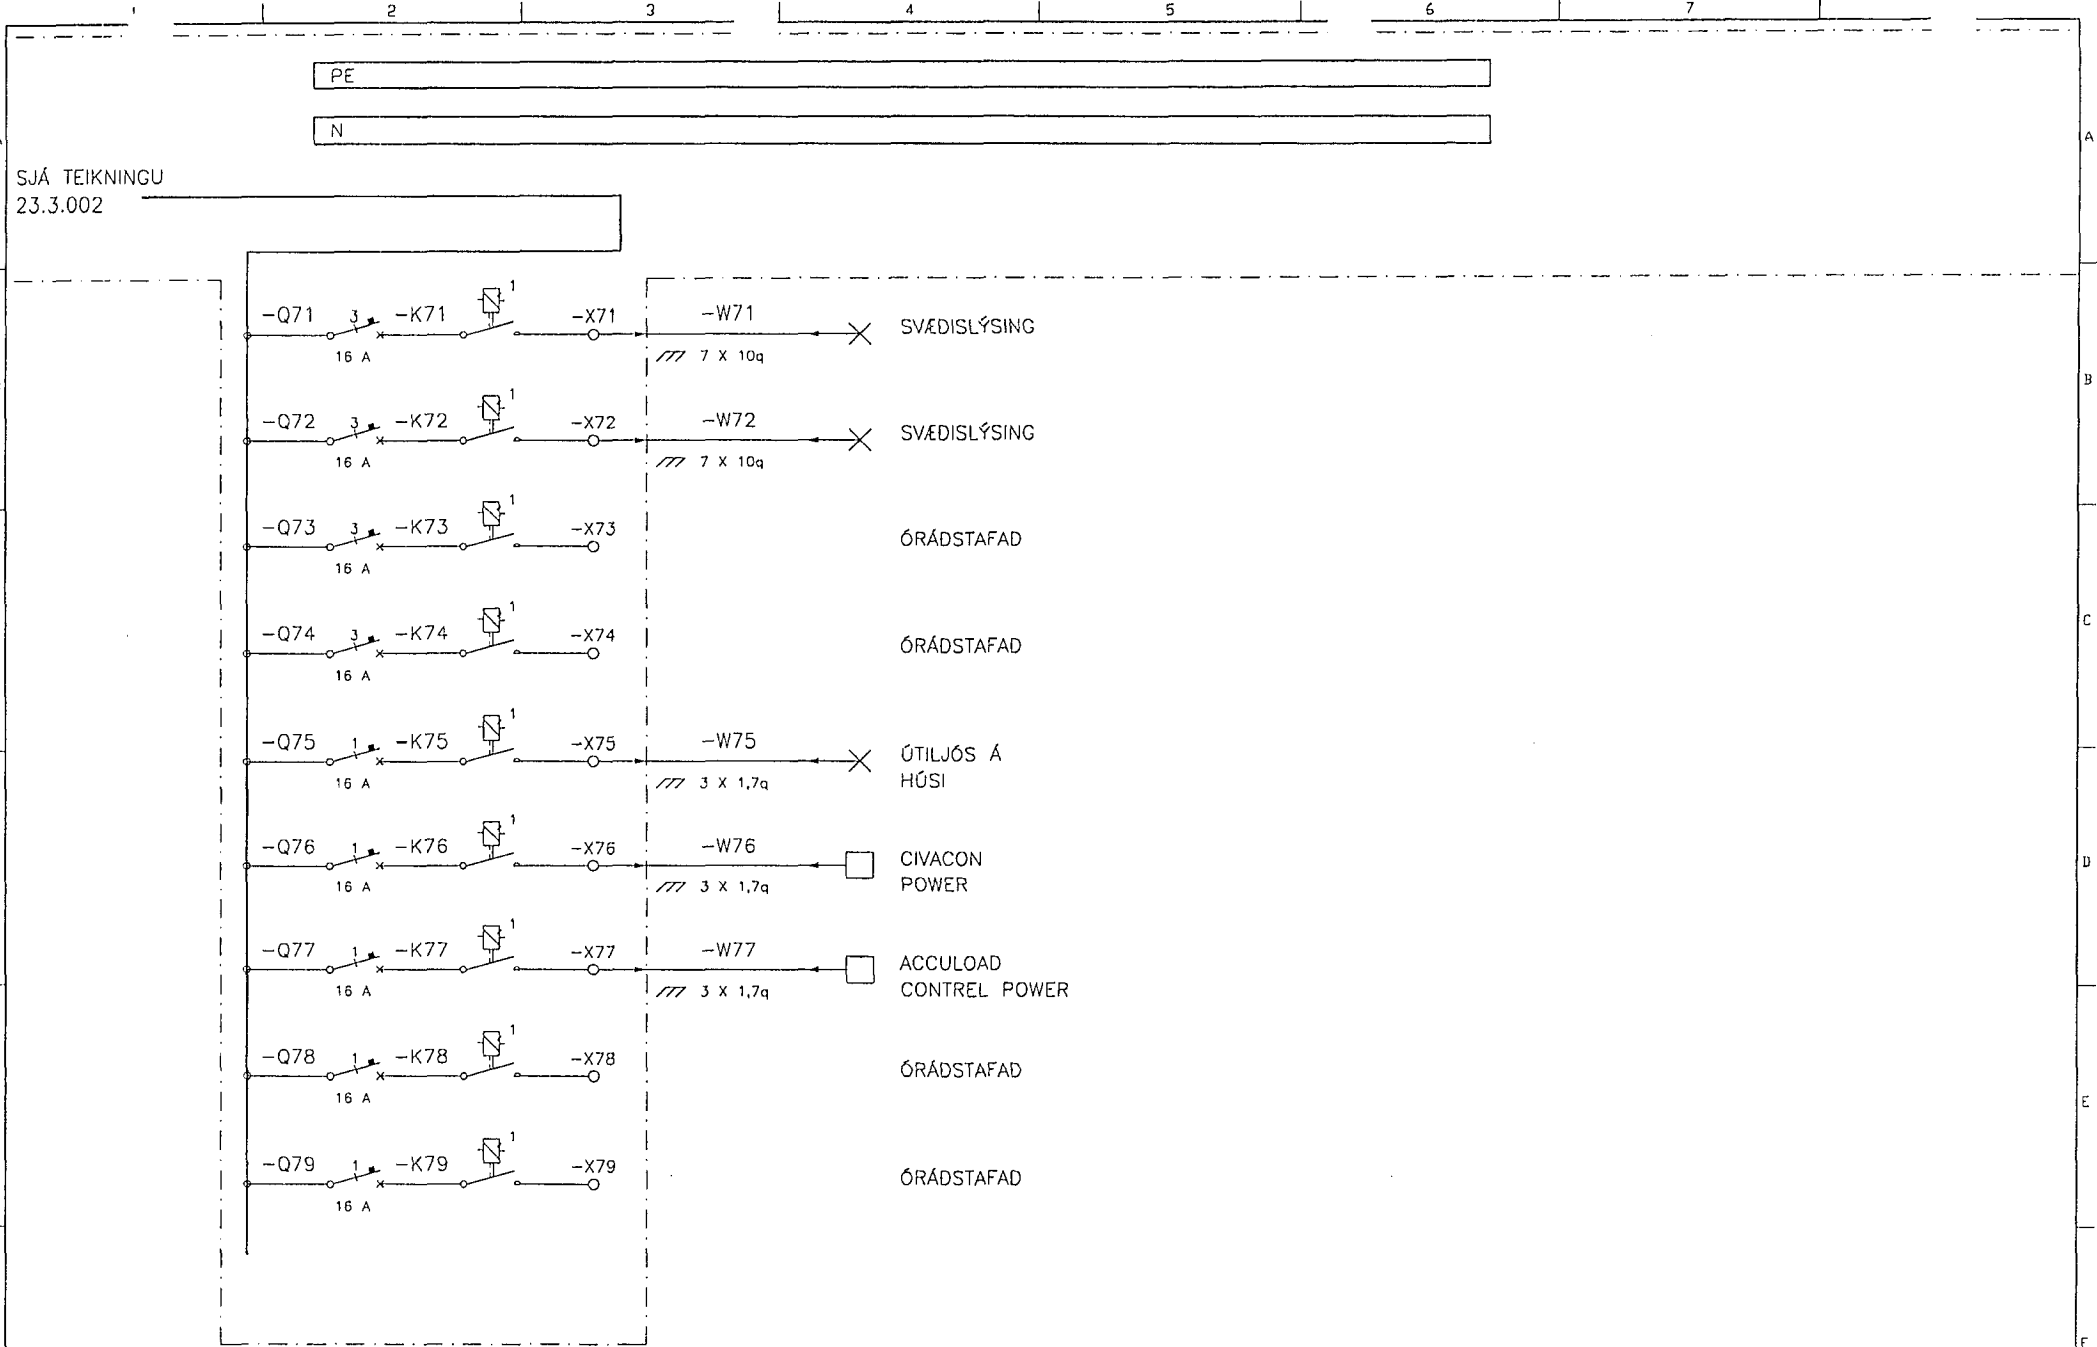 1 2 3 4 5 6 7
PE
N
A
SJÁ TEIKNINGU
23.3.002
-Q71 3 -K71 1 -X71 -W71 SVÆDISLÝSING
16 A 7 X 10q
B
-Q72 3 -K72 1 -X72 -W72 SVÆDISLÝSING
16 A 7 X 10q
-Q73 3 -K73 1 -X73 ÓRÁDSTAFAD
16 A
C
-Q74 3 -K74 1 -X74 ÓRÁDSTAFAD
16 A
-Q75 1 -K75 1 -X75 -W75 ÚTILJÓS Á
16 A 3 X 1,7q HÚSI
-Q76 1 -K76 1 -X76 -W76 CIVACON
D
16 A 3 X 1,7q POWER
-Q77 1 -K77 1 -X77 -W77 ACCULOAD
16 A 3 X 1,7q CONTREL POWER
-Q78 1 -K78 1 -X78 ÓRÁDSTAFAD
16 A
E
-Q79 1 -K79 1 -X79 ÓRÁDSTAFAD
16 A
F